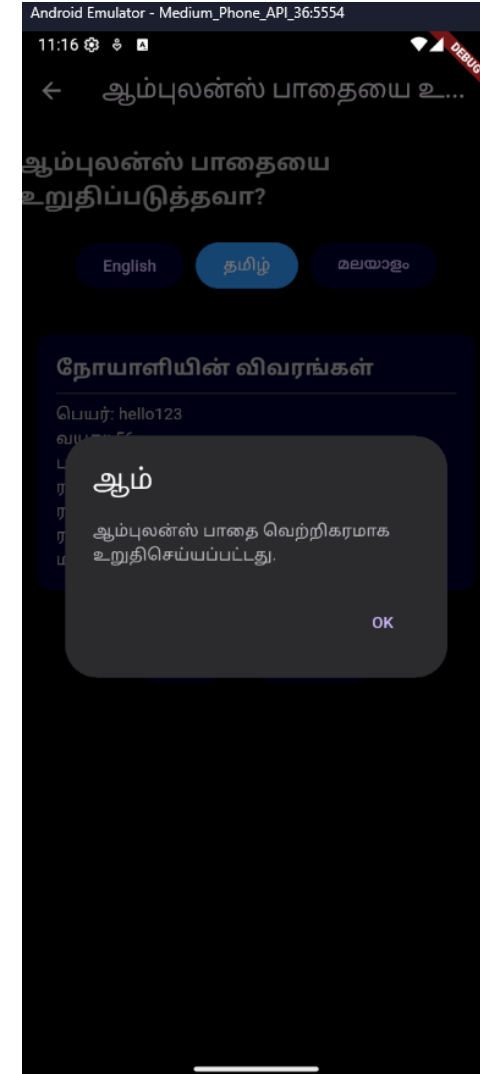 Android Emulator - Medium_Phone_API_36:5554
11:16
DEBUG
ஆம்புலன்ஸ் பாதையை உ...
ஆம்புலன்ஸ் பாதையை
உறுதிப்படுத்தவா?
English தமிழ் മലയാളം
நோயாளியின் விவரங்கள்
பெயர்: hello123
ஆம்
ஆம்புலன்ஸ் பாதை வெற்றிகரமாக
உறுதிசெய்யப்பட்டது.
OK